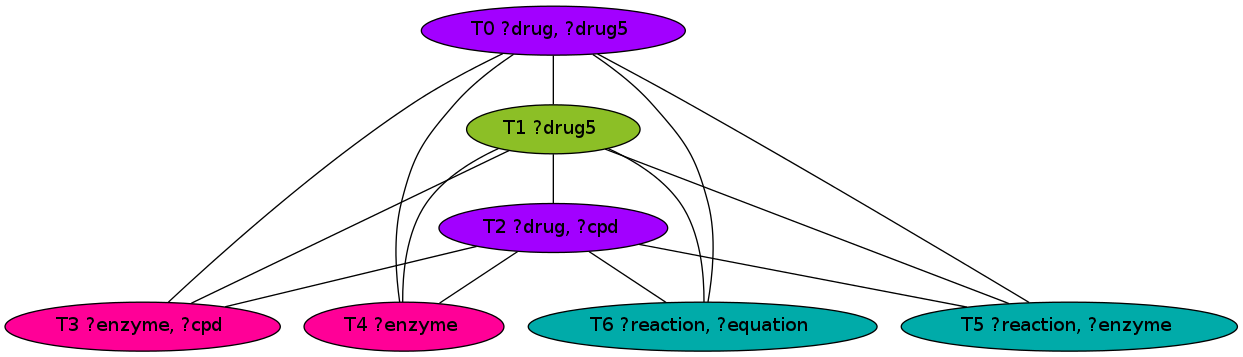 T0 ?drug, ?drug5
T1 ?drug5
T2 ?drug, ?cpd
T3 ?enzyme, ?cpd
T4 ?enzyme
T6 ?reaction, ?equation
T5 ?reaction, ?enzyme